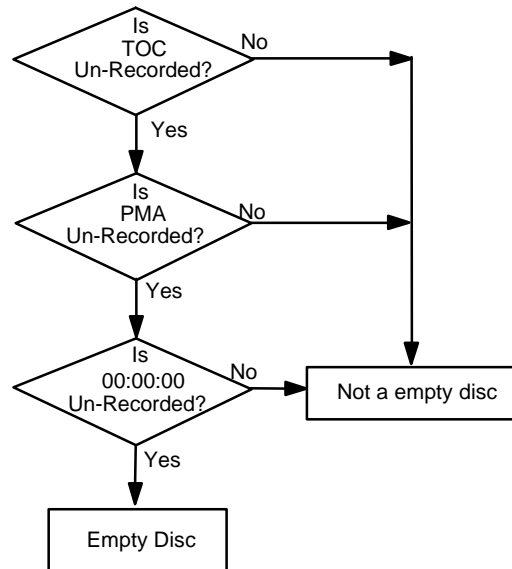 Is
TOC
Un-Recorded?
No
Yes
Is
PMA
Un-Recorded?
No
Yes
Is
00:00:00
Un-Recorded?
No
Not a empty disc
Yes
Empty Disc